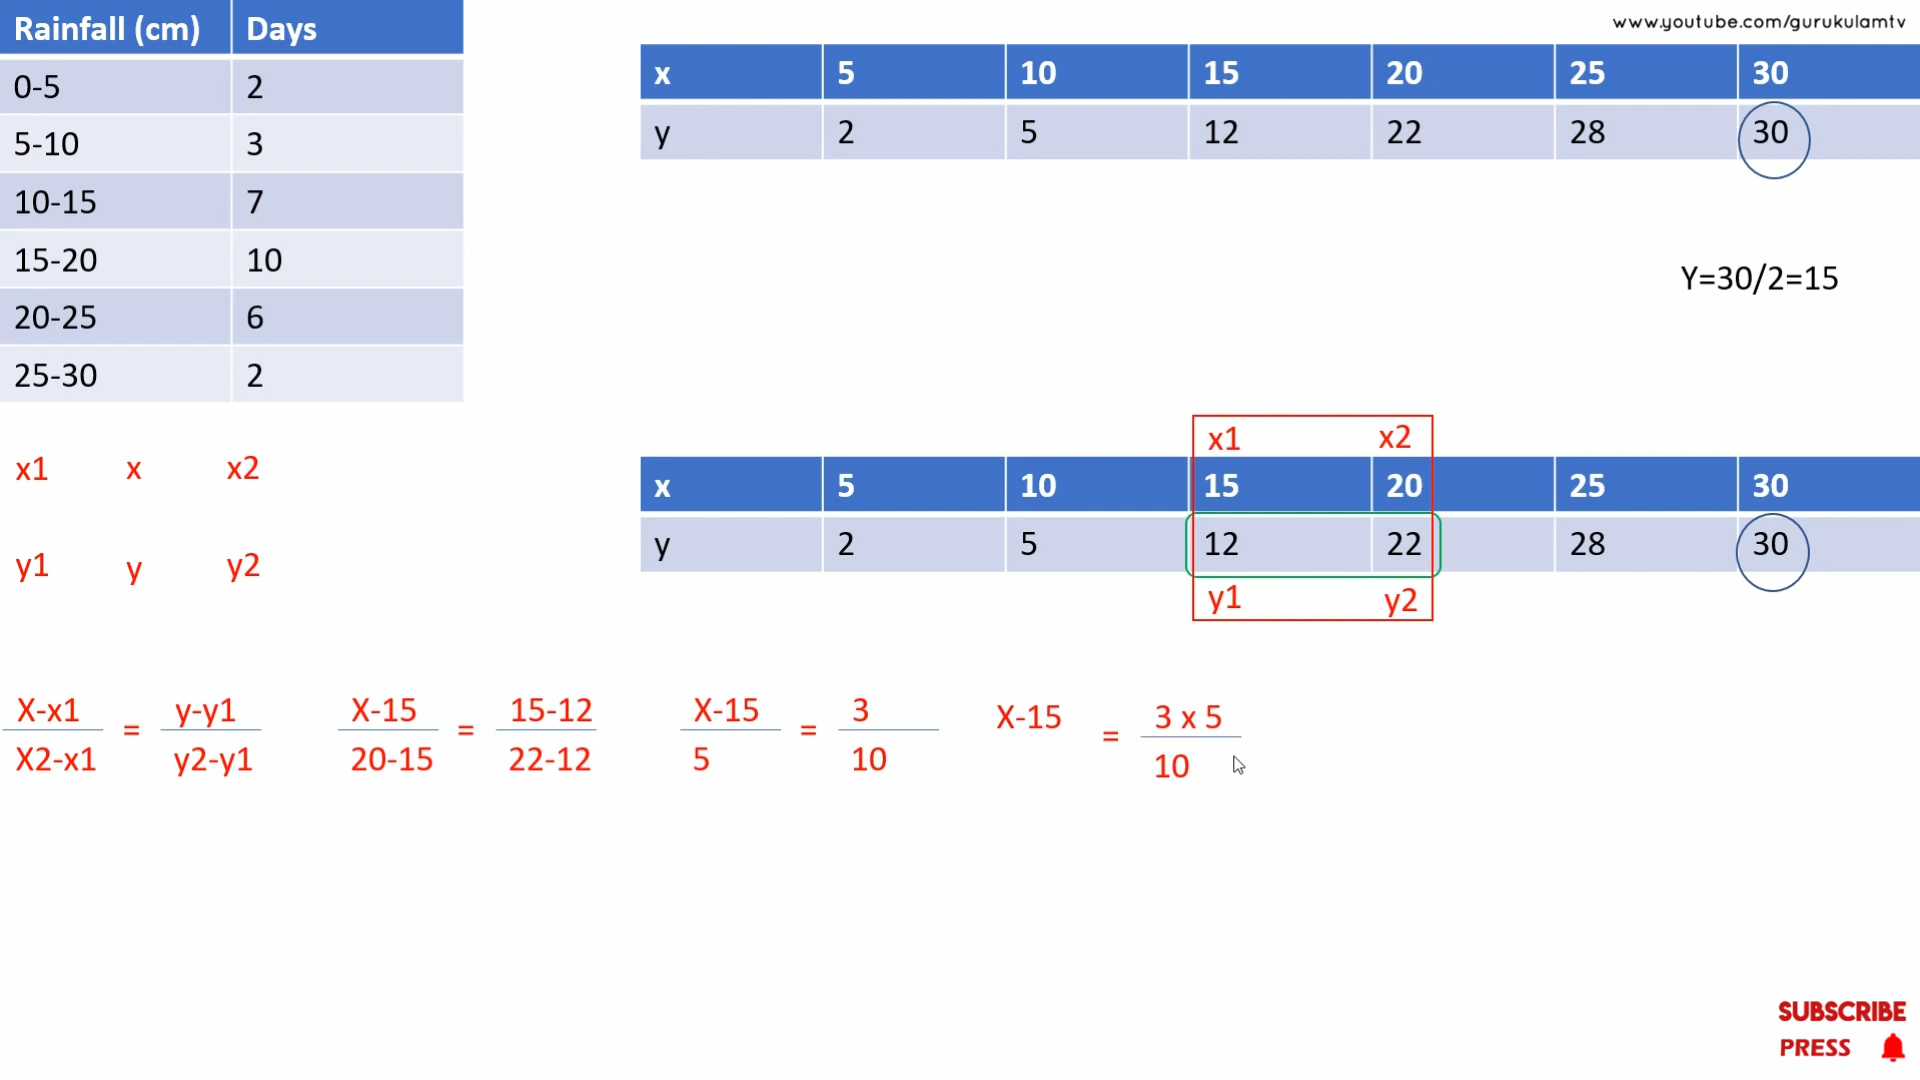 www.youtube.com/gurukulamtv
Rainfall (cm) Days
0-5 2
5-10 3
10-15 7
15-20 10
20-25 6
25-30 2
x 5 10 15 20 25 30
y 2 5 12 22 28 30
Y=30/2=15
x1 x x2
y1 y y2
x1 x2
x 5 10 15 20 25 30
y 2 5 12 22 28 30
y1 y2
X-x1 = y-y1
X2-x1 y2-y1
X-15 = 15-12
20-15 22-12
X-15 = 3
5 10
X-15 = 3 x 5
10
SUBSCRIBE
PRESS